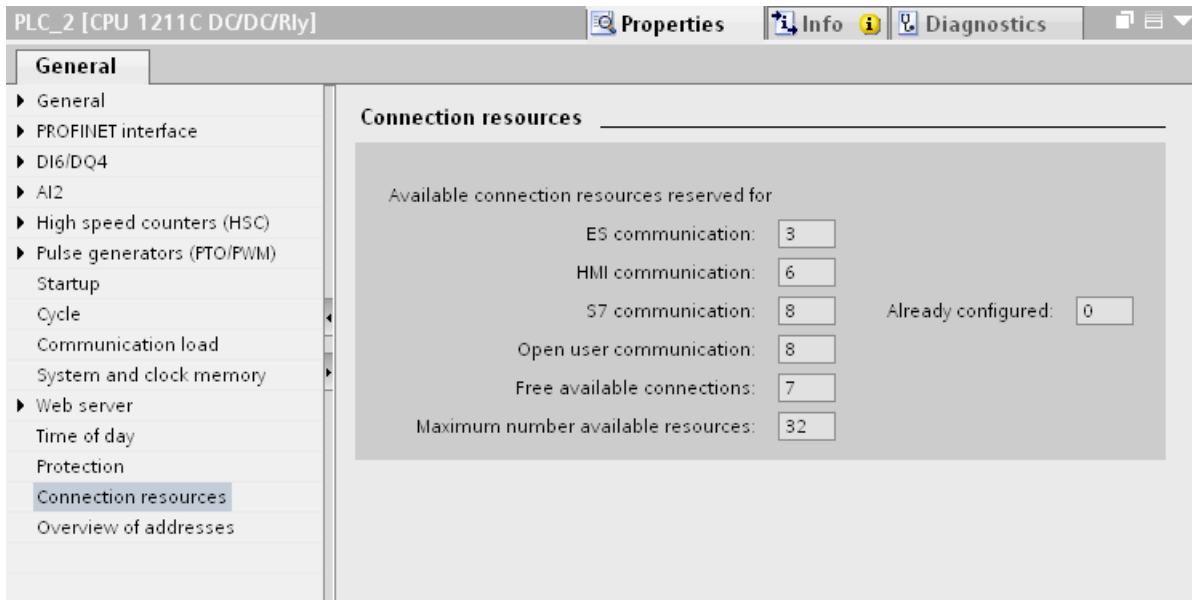 PLC_2 [CPU 1211C DC/DC/Rly]
Properties
Info
Diagnostics
General
General
PROFINET interface
DI6/DQ4
AI2
High speed counters (HSC)
Pulse generators (PTO/PWM)
Startup
Cycle
Communication load
System and clock memory
Web server
Time of day
Protection
Connection resources
Overview of addresses
Connection resources
Available connection resources reserved for
ES communication: 3
HMI communication: 6
S7 communication: 8 Already configured: 0
Open user communication: 8
Free available connections: 7
Maximum number available resources: 32